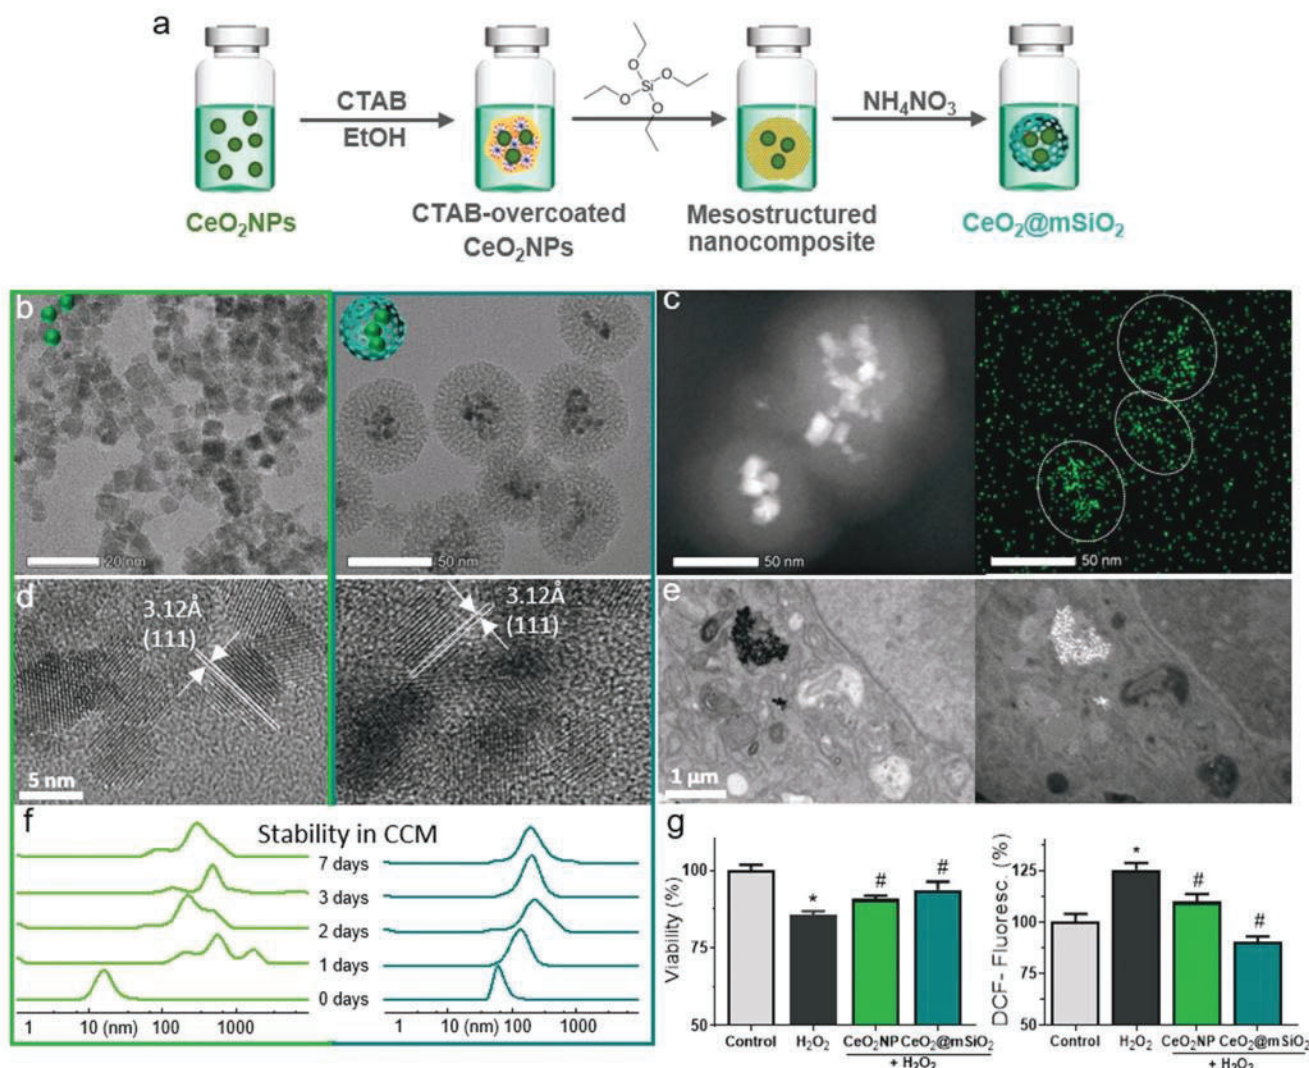 a
CTAB
EtOH
Si
O
O
O
O
NH₄NO₃
CeO₂NPs
CTAB-overcoated
CeO₂NPs
Mesostructured
nanocomposite
CeO₂@mSiO₂
b
20 nm
50 nm
c
50 nm
50 nm
d
3.12Å
(111)
5 nm
3.12Å
(111)
e
1 µm
f
Stability in CCM
7 days
3 days
2 days
1 days
0 days
1
10 (nm)
100
1000
1
10 (nm)
100
1000
g
Viability (%)
100
75
50
*
#
#
Control
H₂O₂
CeO₂NP
CeO₂@mSiO₂
+ H₂O₂
DCF- Fluoresc. (%)
125
100
75
50
*
#
#
Control
H₂O₂
CeO₂NP
CeO₂@mSiO₂
+ H₂O₂